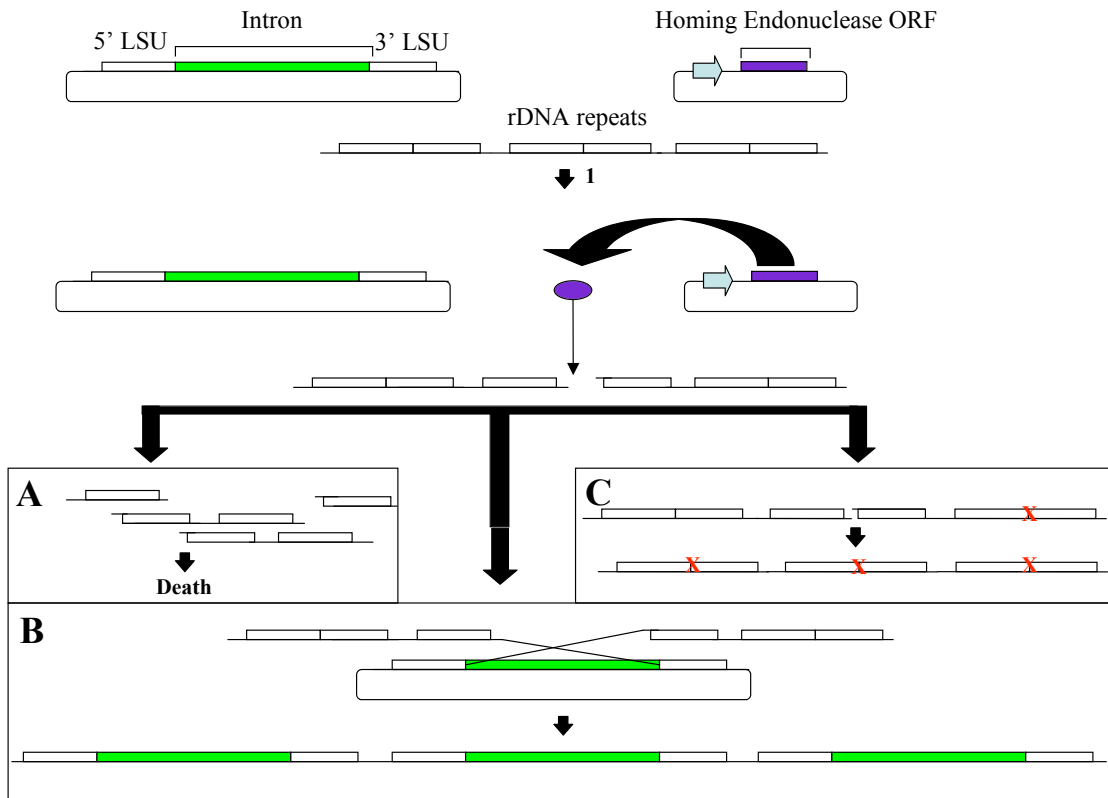 Intron
Homing Endonuclease ORF
5’ LSU
3’ LSU
rDNA repeats
1
A
C
X
Death
X
X
X
B